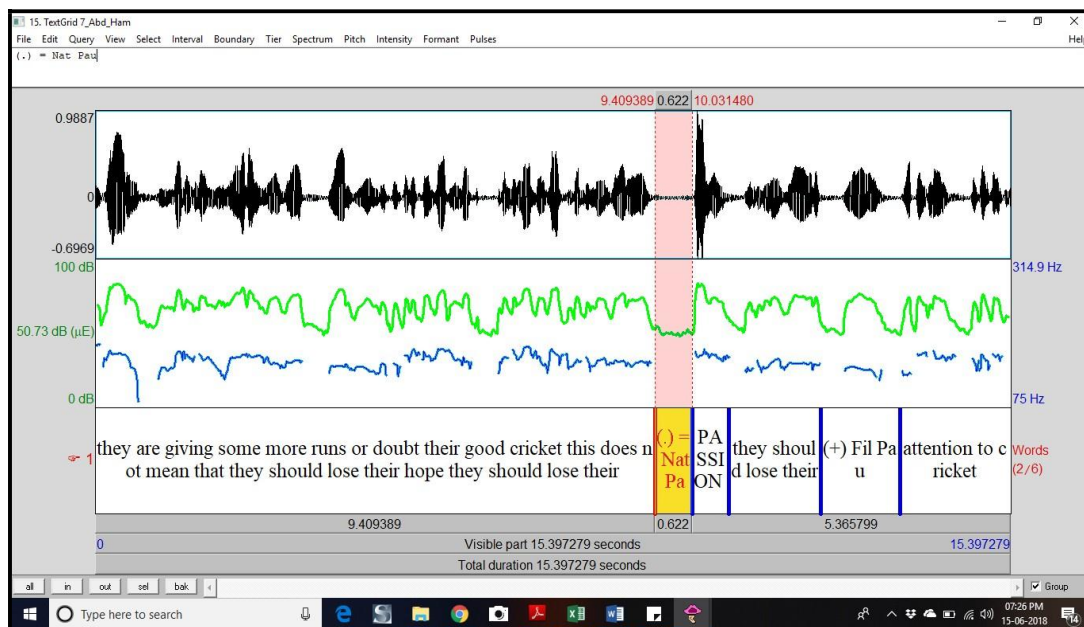 15. TextGrid 7_Abd_Ham
File Edit Query View Select Interval Boundary Tier Spectrum Pitch Intensity Formant Pulses Help
(.) = Nat Pau
9.409389 0.622 10.031480
0.9887
0
-0.6969
100 dB 314.9 Hz
50.73 dB (µE)
0 dB 75 Hz
they are giving some more runs or doubt their good cricket this does n
ot mean that they should lose their hope they should lose their
(.) =
Nat
Pa
PA
SSI
ON
they shoul
d lose their
(+) Fil Pa
u
attention to c
ricket
1
Words
(2/6)
9.409389 0.622 5.365799
0 Visible part 15.397279 seconds 15.397279
Total duration 15.397279 seconds
all in out sel bak Group
Type here to search
07:26 PM
15-06-2018
14